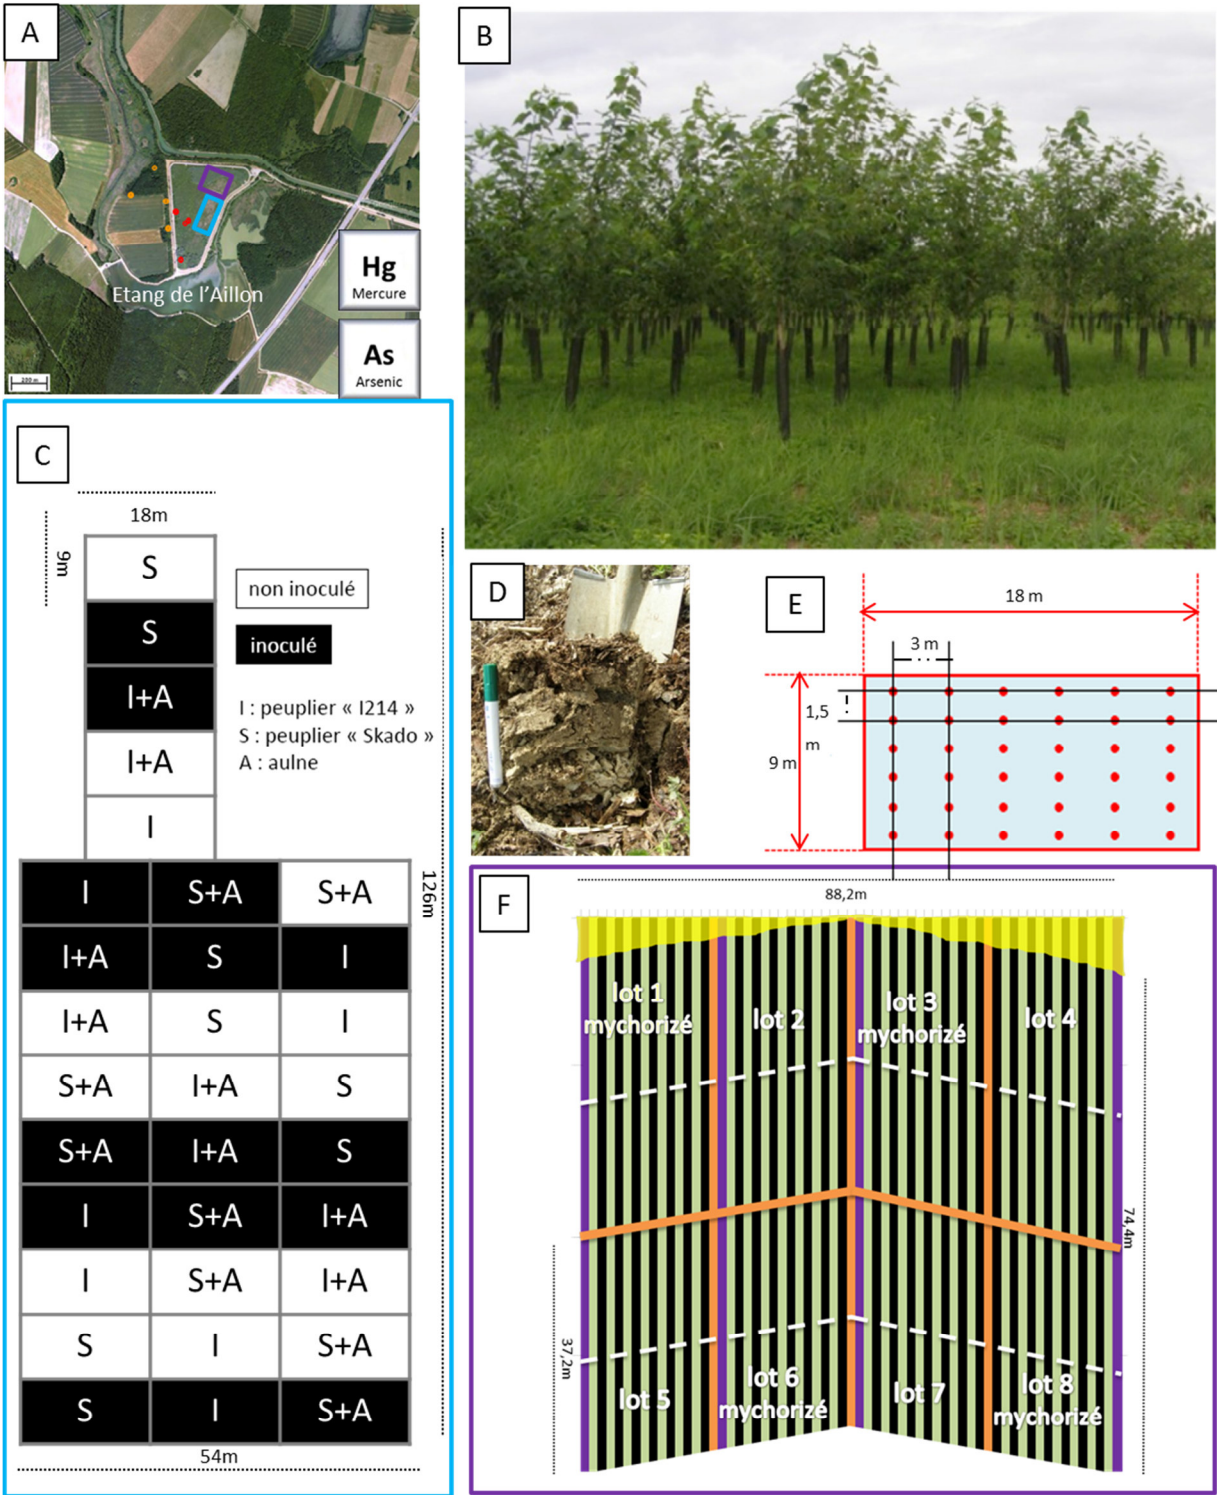 A
Etang de l'Aillon
Hg
Mercure
As
Arsenic
200 m
B
C
18m
9m
S
S
I+A
I+A
I
non inoculé
inoculé
I : peuplier « I214 »
S : peuplier « Skado »
A : aulne
126m
I S+A S+A
I+A S I
I+A S I
S+A I+A S
S+A I+A S
I S+A I+A
I S+A I+A
S I S+A
S I S+A
54m
D
E
18 m
3 m
1,5
m
9 m
F
88,2m
lot 1
mychorizé
lot 2
lot 3
mychorizé
lot 4
74,4m
37,2m
lot 5
lot 6
mychorizé
lot 7
lot 8
mychorizé